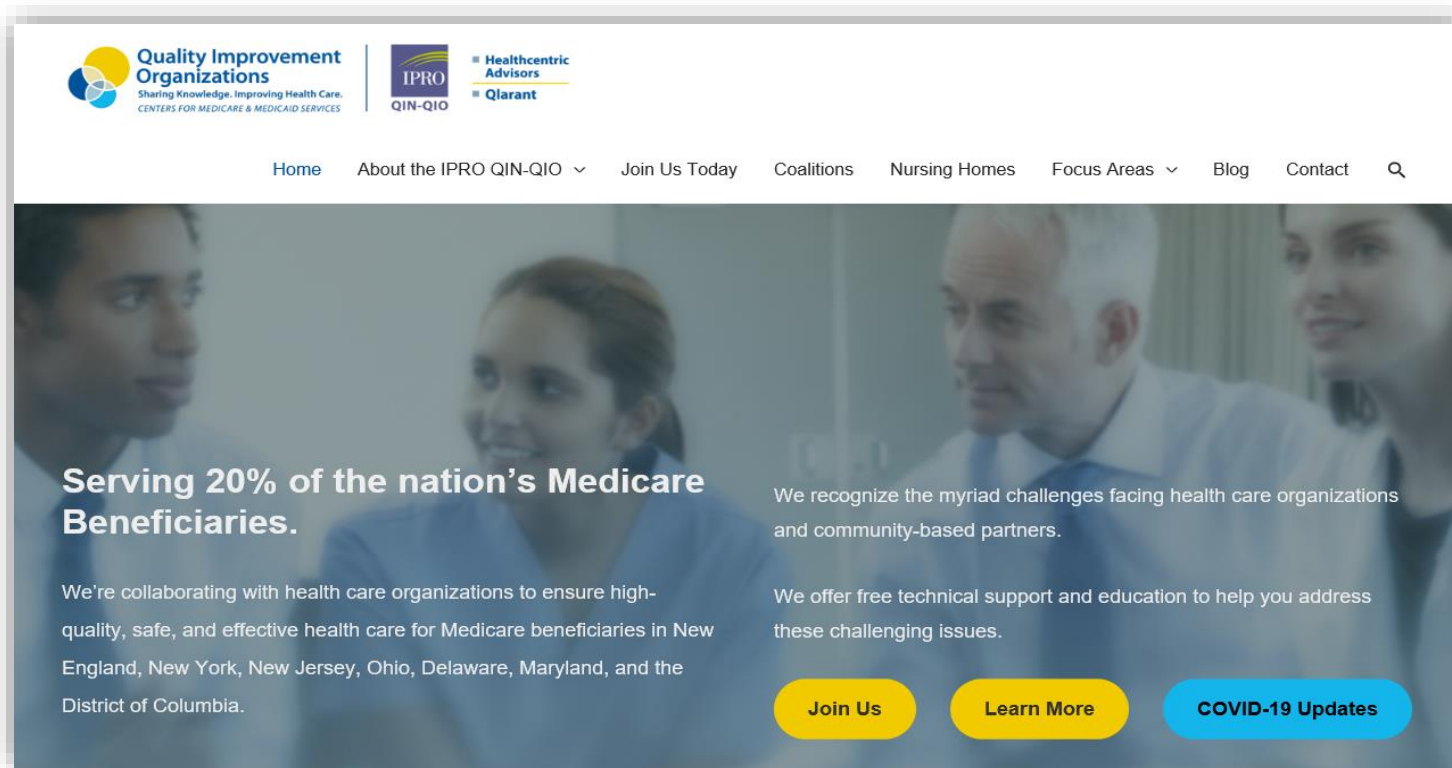 Quality Improvement
Organizations
Sharing Knowledge. Improving Health Care.
CENTERS FOR MEDICARE & MEDICAID SERVICES
IPRO
QIN-QIO
Healthcentric
Advisors
Qlarant
Home About the IPRO QIN-QIO Join Us Today Coalitions Nursing Homes Focus Areas Blog Contact
Serving 20% of the nation’s Medicare
Beneficiaries.
We’re collaborating with health care organizations to ensure high-
quality, safe, and effective health care for Medicare beneficiaries in New
England, New York, New Jersey, Ohio, Delaware, Maryland, and the
District of Columbia.
We recognize the myriad challenges facing health care organizations
and community-based partners.
We offer free technical support and education to help you address
these challenging issues.
Join Us Learn More COVID-19 Updates